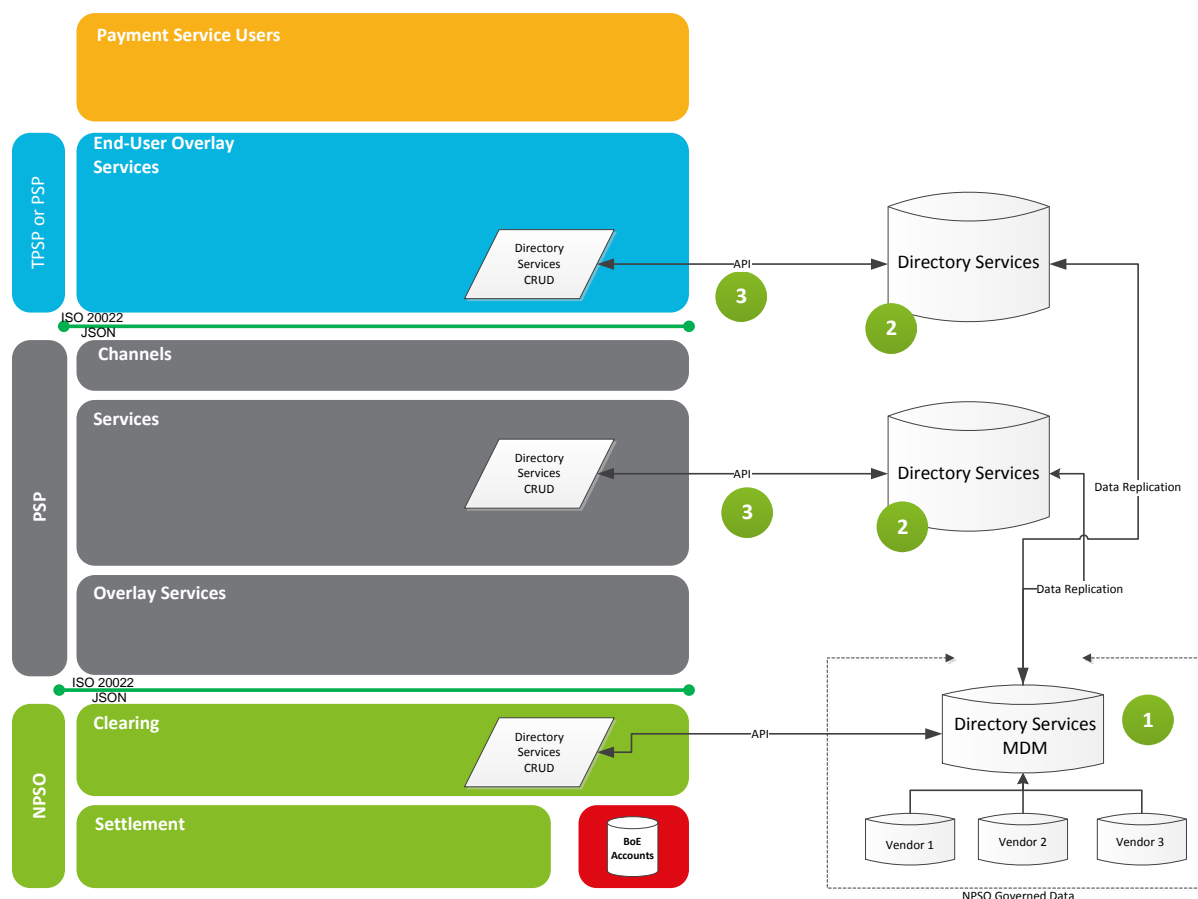 Payment Service Users
TPSP or PSP
End-User Overlay
Services
Directory
Services
CRUD
API
3
Directory Services
2
ISO 20022
JSON
PSP
Channels
Services
Directory
Services
CRUD
API
3
Directory Services
2
Data Replication
Overlay Services
Data Replication
ISO 20022
JSON
NPSO
Clearing
Directory
Services
CRUD
API
Directory Services
MDM
1
Settlement
BoE
Accounts
Vendor 1
Vendor 2
Vendor 3
NPSO Governed Data